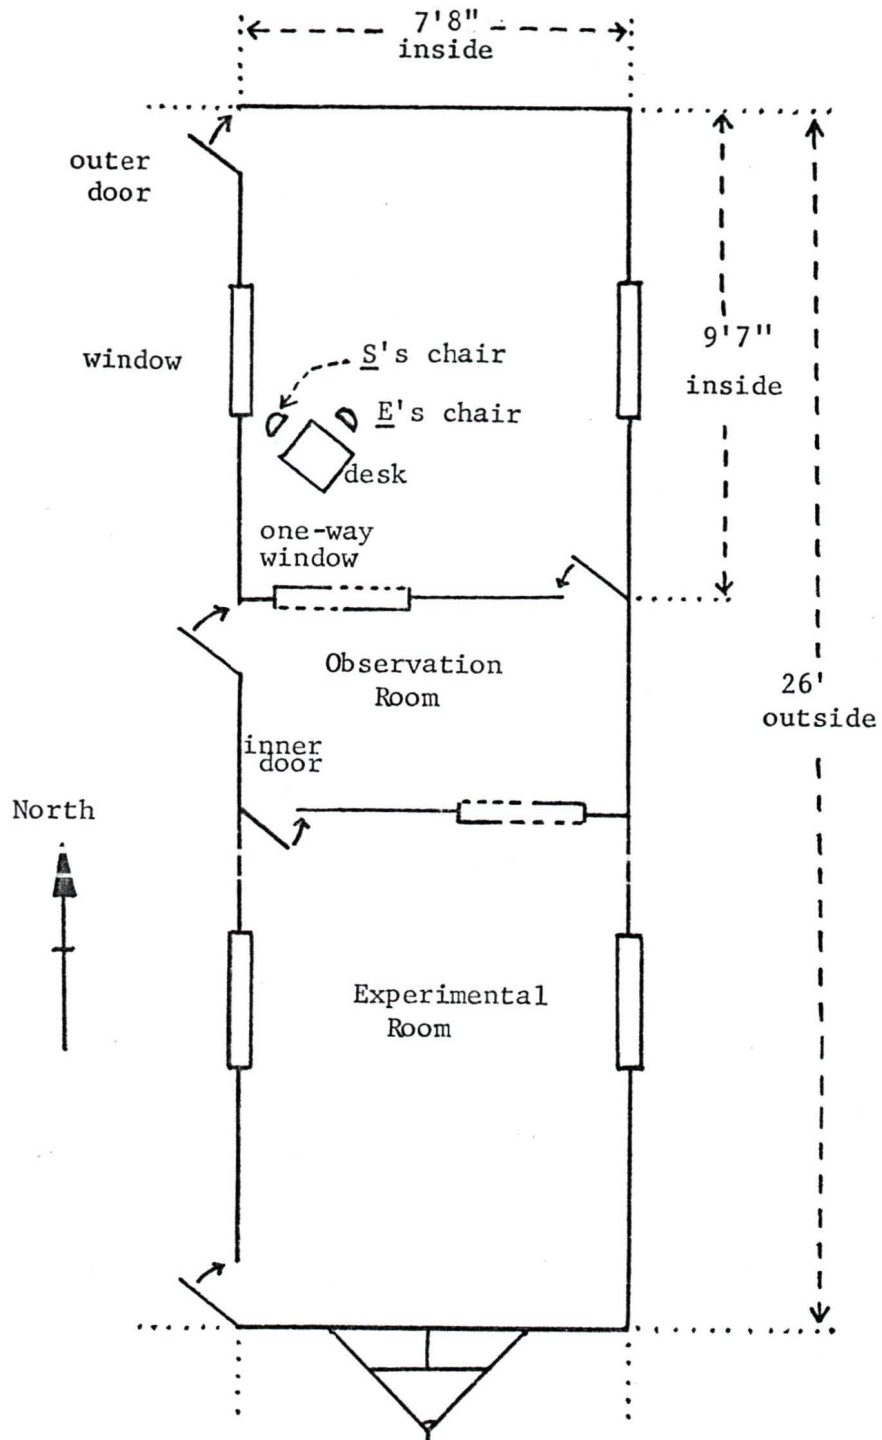 7'8"
inside
outer
door
window
S's chair
E's chair
desk
9'7"
inside
one-way
window
Observation
Room
26'
outside
inner
door
North
Experimental
Room